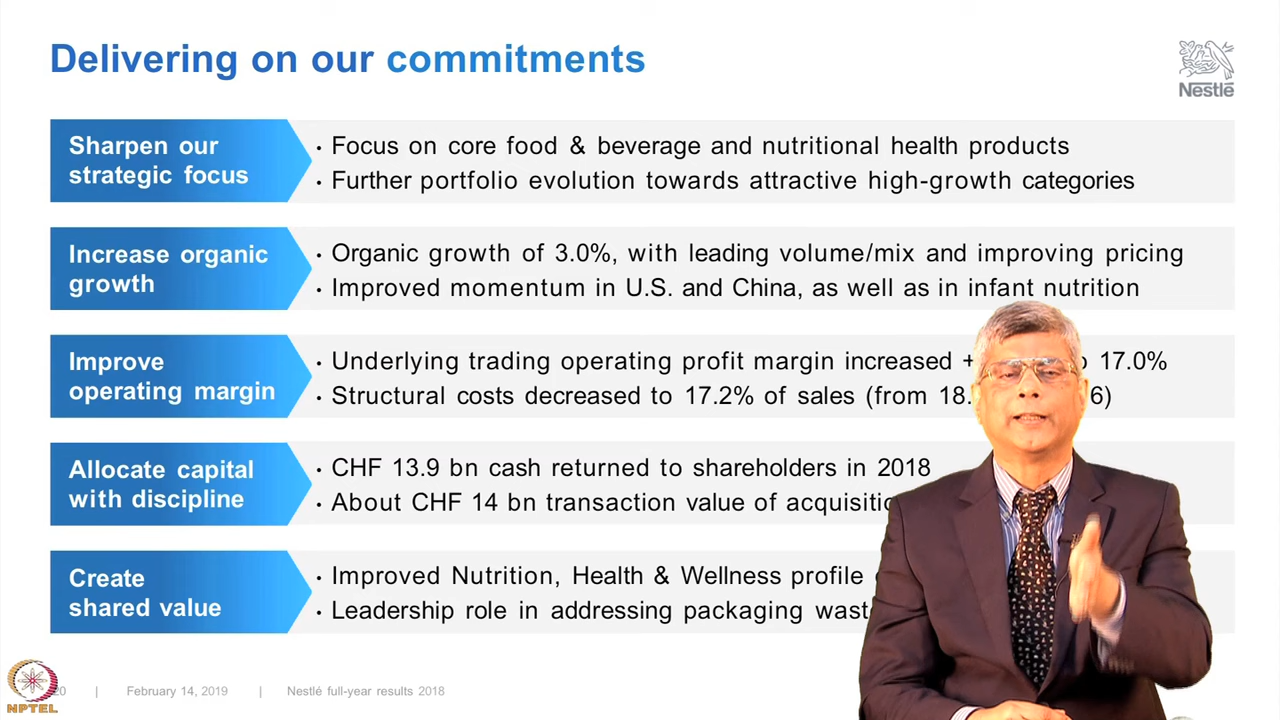 Delivering on our commitments
Nestlé
Sharpen our
strategic focus
• Focus on core food & beverage and nutritional health products
• Further portfolio evolution towards attractive high-growth categories
Increase organic
growth
• Organic growth of 3.0%, with leading volume/mix and improving pricing
• Improved momentum in U.S. and China, as well as in infant nutrition
Improve
operating margin
• Underlying trading operating profit margin increased + 17.0%
• Structural costs decreased to 17.2% of sales (from 18. 6)
Allocate capital
with discipline
• CHF 13.9 bn cash returned to shareholders in 2018
• About CHF 14 bn transaction value of
Create
shared value
• Improved Nutrition, Health & Wellness profile
• Leadership role in addressing packaging
20 | February 14, 2019 | Nestlé full-year results 2018
NPTEL